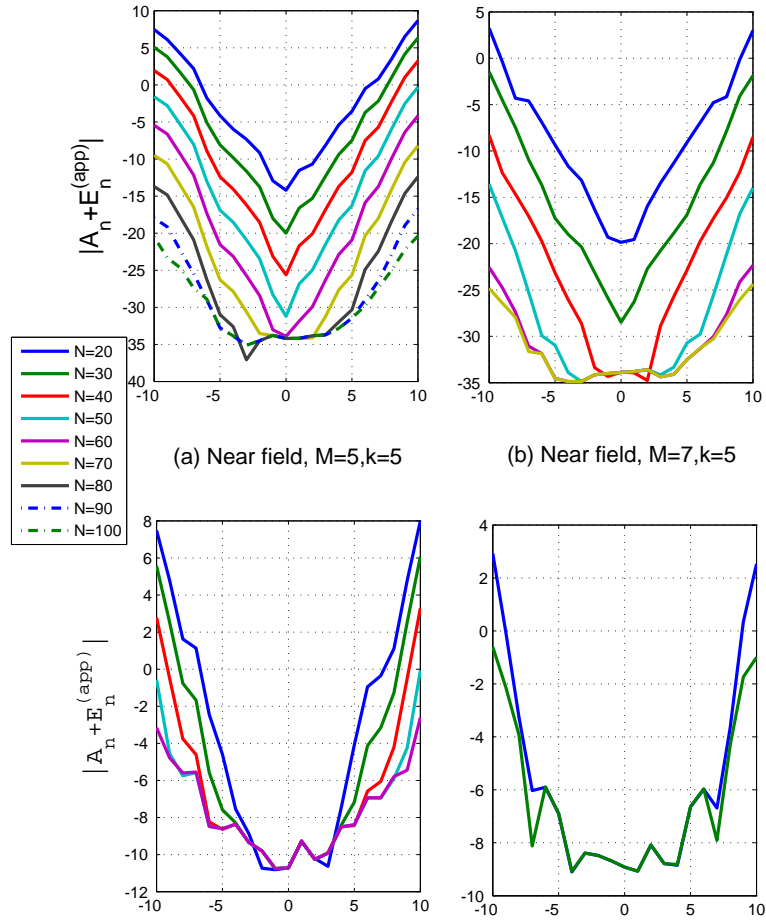 10
5
0
-5
-10
-15
-20
-25
-30
-35
-40
-10 -5 0 5 10
|A_n+E_n^(app)|
5
0
-5
-10
-15
-20
-25
-30
-35
-10 -5 0 5 10
N=20
N=30
N=40
N=50
N=60
N=70
N=80
N=90
N=100
(a) Near field, M=5,k=5
(b) Near field, M=7,k=5
8
6
4
2
0
-2
-4
-6
-8
-10
-12
-10 -5 0 5 10
|A_n+E_n^(app)|
4
2
0
-2
-4
-6
-8
-10
-10 -5 0 5 10